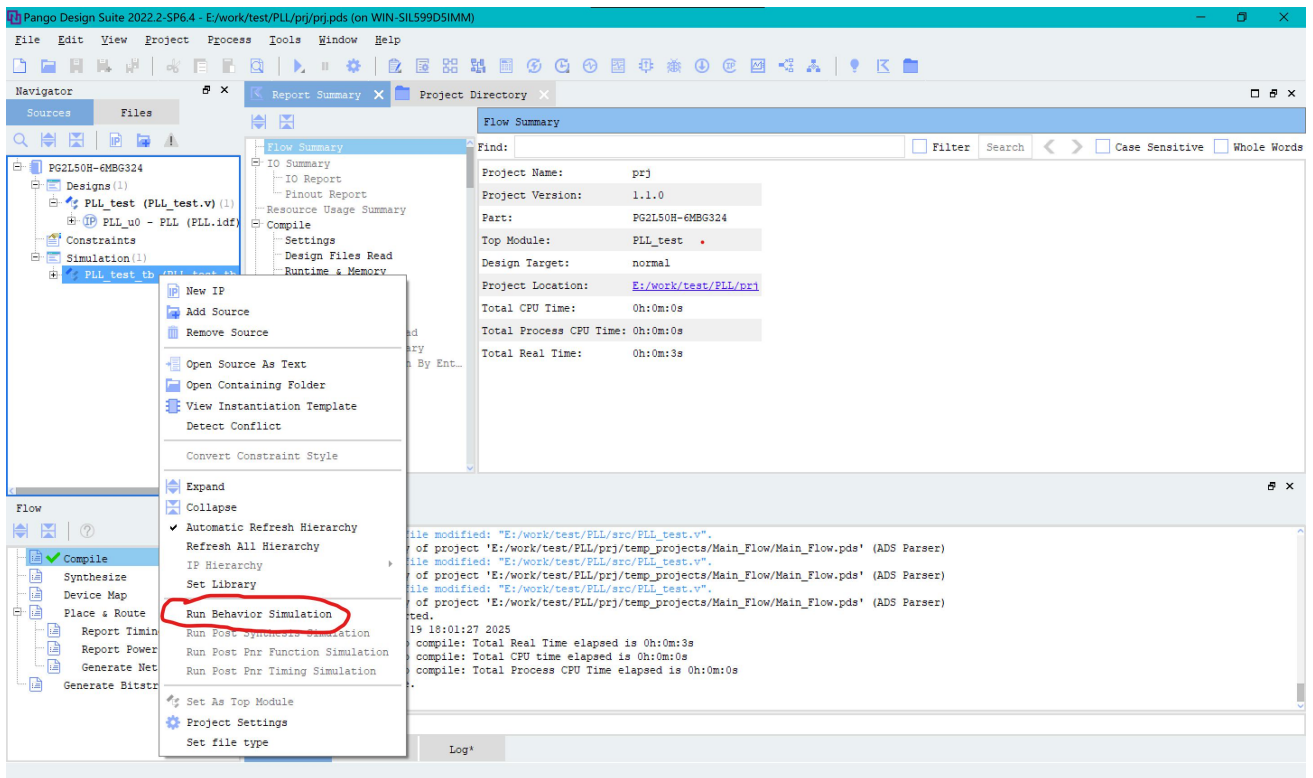 Pango Design Suite 2022.2-SP6.4 - E:/work/test/PLL/prj/prj.pds (on WIN-SIL599D5IMM)
File Edit View Project Process Tools Window Help
Navigator
Sources Files
PG2L50H-6MBG324
Designs(1)
PLL_test (PLL_test.v)(1)
IP PLL_u0 - PLL (PLL.idf)
Constraints
Simulation(1)
PLL_test_tb (PLL_test_tb
Report Summary Project Directory
Flow Summary
IO Summary
IO Report
Pinout Report
Resource Usage Summary
Compile
Settings
Design Files Read
Runtime & Memory
By Ent...
Flow Summary
Find: Filter Search Case Sensitive Whole Words
Project Name: prj
Project Version: 1.1.0
Part: PG2L50H-6MBG324
Top Module: PLL_test
Design Target: normal
Project Location: E:/work/test/PLL/prj
Total CPU Time: 0h:0m:0s
Total Process CPU Time: 0h:0m:0s
Total Real Time: 0h:0m:3s
New IP
Add Source
Remove Source
Open Source As Text
Open Containing Folder
View Instantiation Template
Detect Conflict
Convert Constraint Style
Expand
Collapse
Automatic Refresh Hierarchy
Refresh All Hierarchy
IP Hierarchy
Set Library
Run Behavior Simulation
Run Post Synthesis Simulation
Run Post Pnr Function Simulation
Run Post Pnr Timing Simulation
Set As Top Module
Project Settings
Set file type
Flow
Compile
Synthesize
Device Map
Place & Route
Report Timin
Report Power
Generate Net
Generate Bitstr
ile modified: "E:/work/test/PLL/src/PLL_test.v".
of project 'E:/work/test/PLL/prj/temp_projects/Main_Flow/Main_Flow.pds' (ADS Parser)
ile modified: "E:/work/test/PLL/src/PLL_test.v".
of project 'E:/work/test/PLL/prj/temp_projects/Main_Flow/Main_Flow.pds' (ADS Parser)
ile modified: "E:/work/test/PLL/src/PLL_test.v".
of project 'E:/work/test/PLL/prj/temp_projects/Main_Flow/Main_Flow.pds' (ADS Parser)
ted.
19 18:01:27 2025
compile: Total Real Time elapsed is 0h:0m:3s
compile: Total CPU time elapsed is 0h:0m:0s
compile: Total Process CPU Time elapsed is 0h:0m:0s
Log*